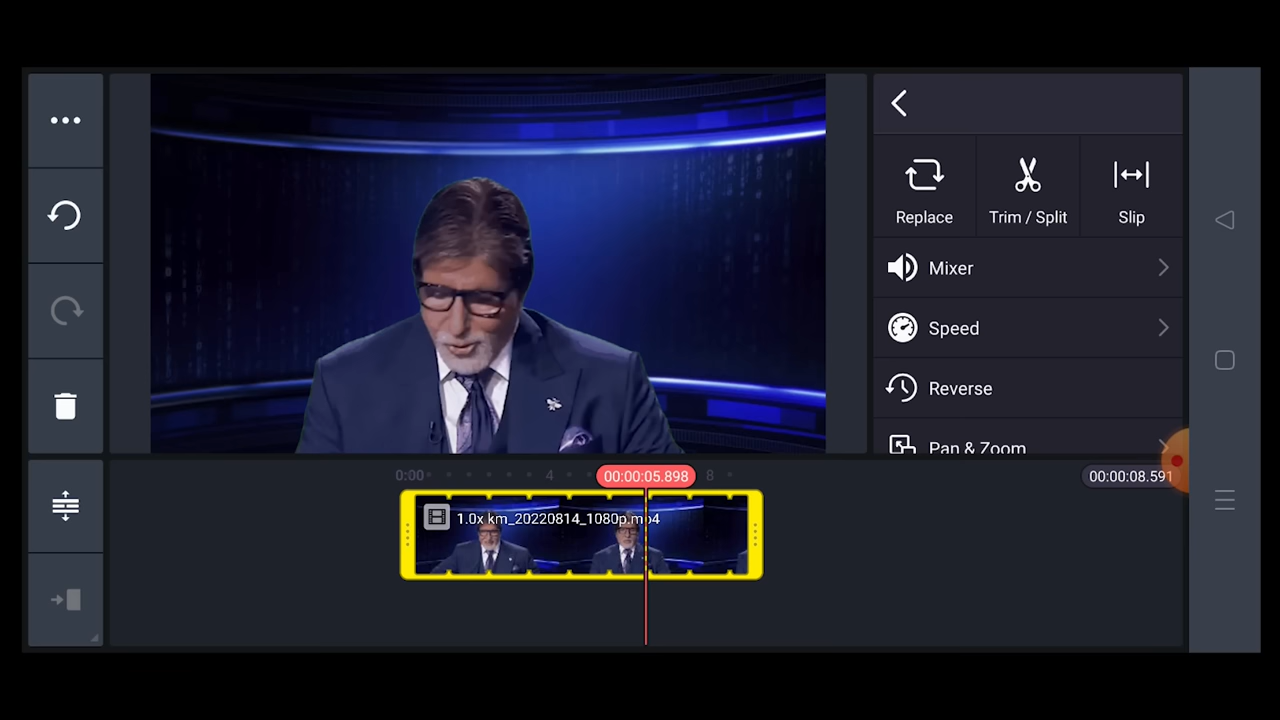 Replace
Trim / Split
Slip
Mixer
Speed
Reverse
Pan & Zoom
0:00
4
00:00:05.898
8
00:00:08.591
1.0x km_20220814_1080p.mp4